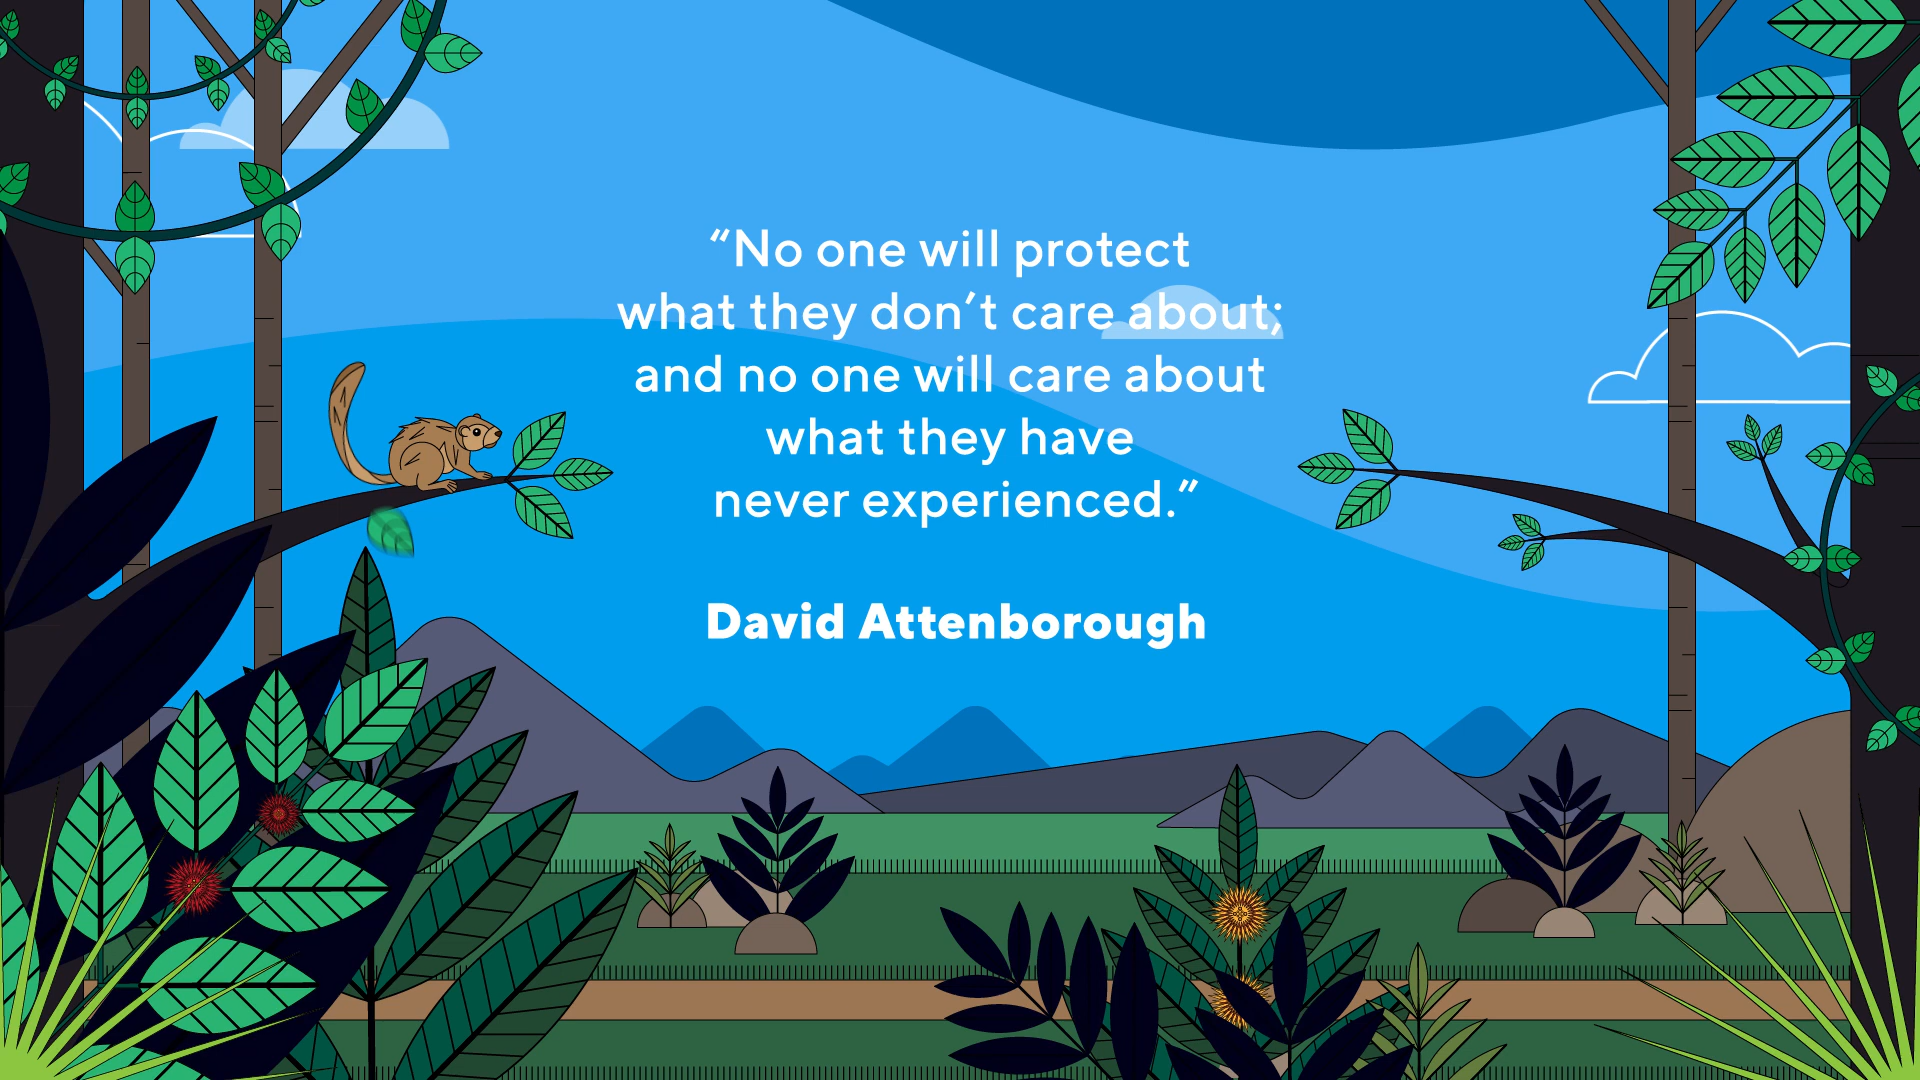 “No one will protect
what they don’t care about;
and no one will care about
what they have
never experienced.”
David Attenborough